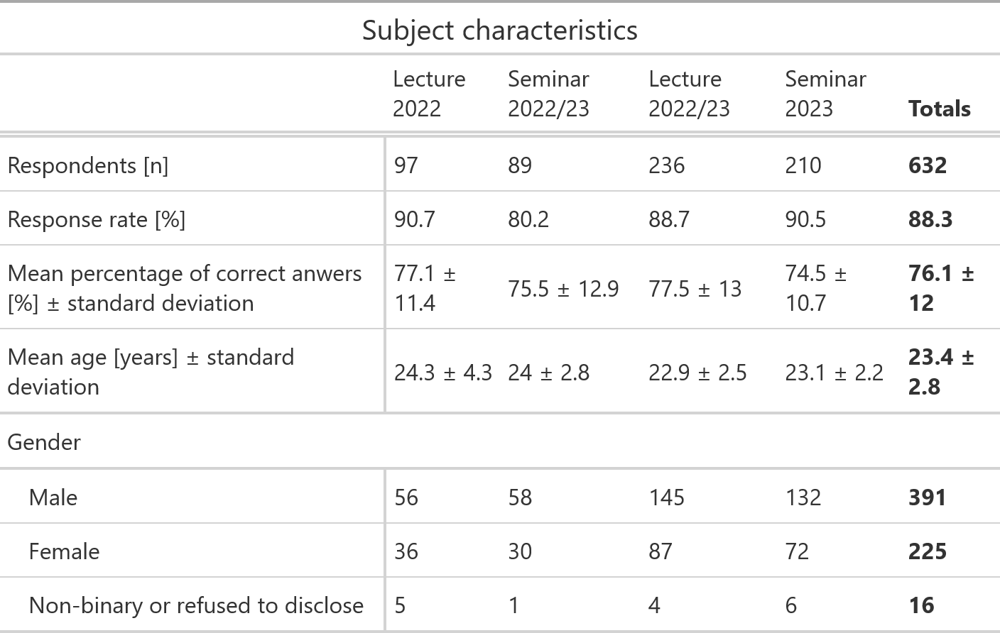 Subject characteristics
Lecture 2022 Seminar 2022/23 Lecture 2022/23 Seminar 2023 Totals
Respondents [n] 97 89 236 210 632
Response rate [%] 90.7 80.2 88.7 90.5 88.3
Mean percentage of correct anwers [%] ± standard deviation 77.1 ± 11.4 75.5 ± 12.9 77.5 ± 13 74.5 ± 10.7 76.1 ± 12
Mean age [years] ± standard deviation 24.3 ± 4.3 24 ± 2.8 22.9 ± 2.5 23.1 ± 2.2 23.4 ± 2.8
Gender
Male 56 58 145 132 391
Female 36 30 87 72 225
Non-binary or refused to disclose 5 1 4 6 16